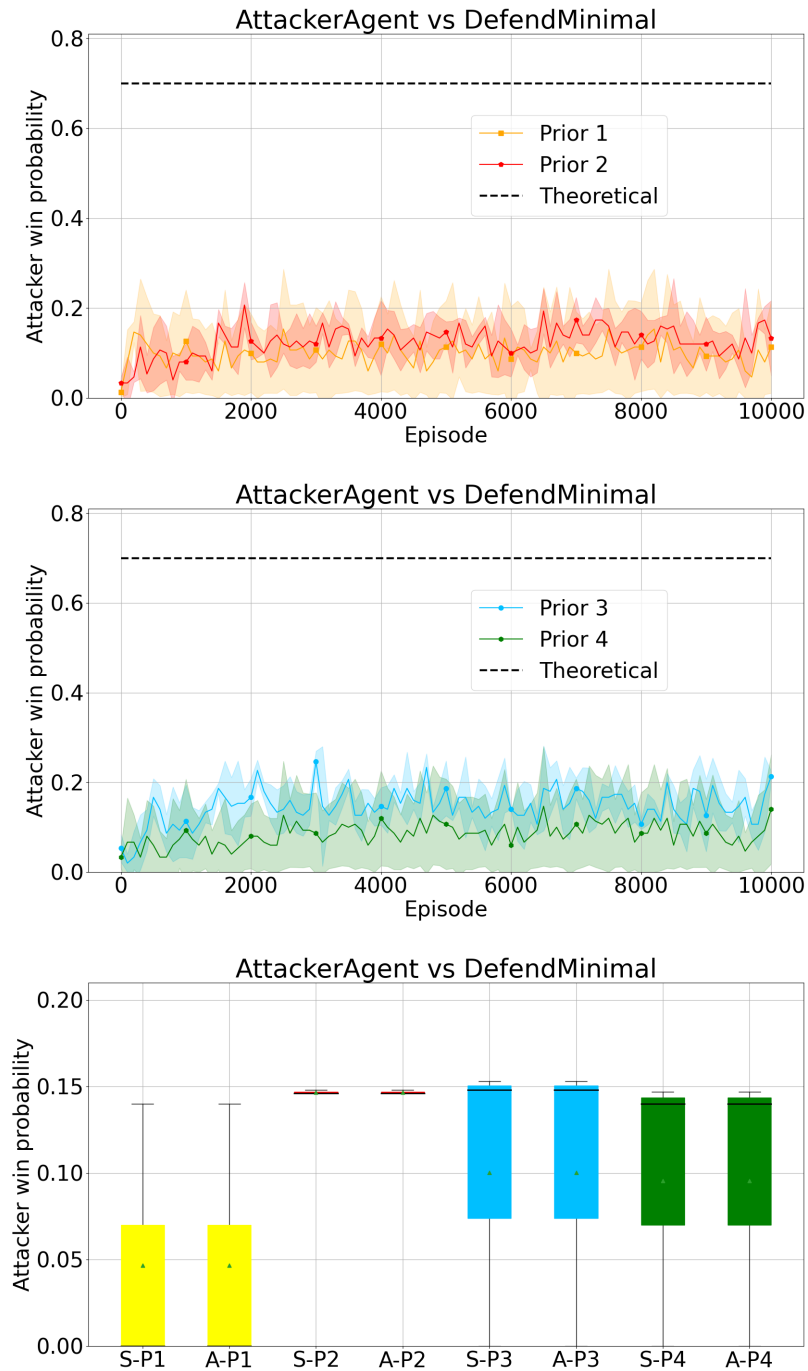 AttackerAgent vs DefendMinimal
Attacker win probability
0.8
0.6
0.4
0.2
0.0
Prior 1
Prior 2
Theoretical
0 2000 4000 6000 8000 10000
Episode
AttackerAgent vs DefendMinimal
Attacker win probability
0.8
0.6
0.4
0.2
0.0
Prior 3
Prior 4
Theoretical
0 2000 4000 6000 8000 10000
Episode
AttackerAgent vs DefendMinimal
Attacker win probability
0.20
0.15
0.10
0.05
0.00
S-P1 A-P1 S-P2 A-P2 S-P3 A-P3 S-P4 A-P4